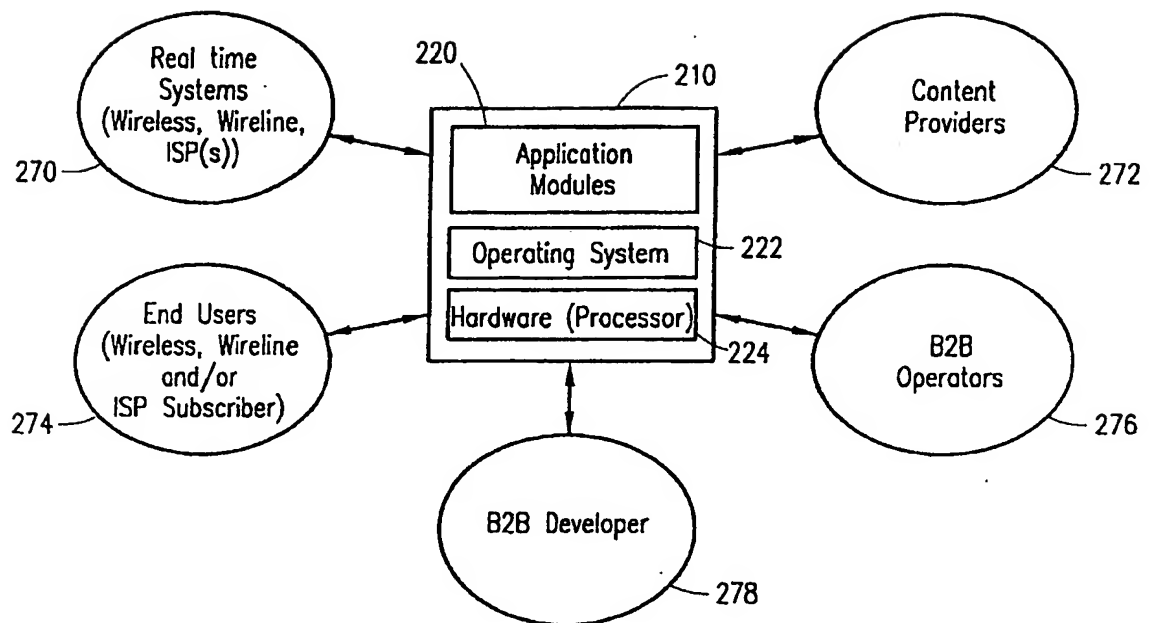 Real time
Systems
(Wireless, Wireline,
ISP(s))
270
220
210
Application
Modules
Operating System
222
Hardware (Processor)
224
Content
Providers
272
End Users
(Wireless, Wireline
and/or
ISP Subscriber)
274
B2B
Operators
276
B2B Developer
278